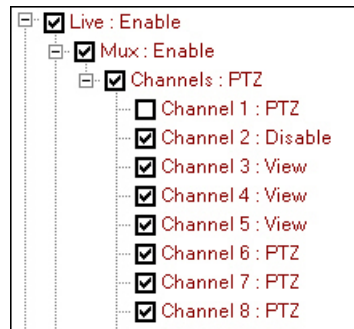 Live : Enable
Mux : Enable
Channels : PTZ
Channel 1 : PTZ
Channel 2 : Disable
Channel 3 : View
Channel 4 : View
Channel 5 : View
Channel 6 : PTZ
Channel 7 : PTZ
Channel 8 : PTZ